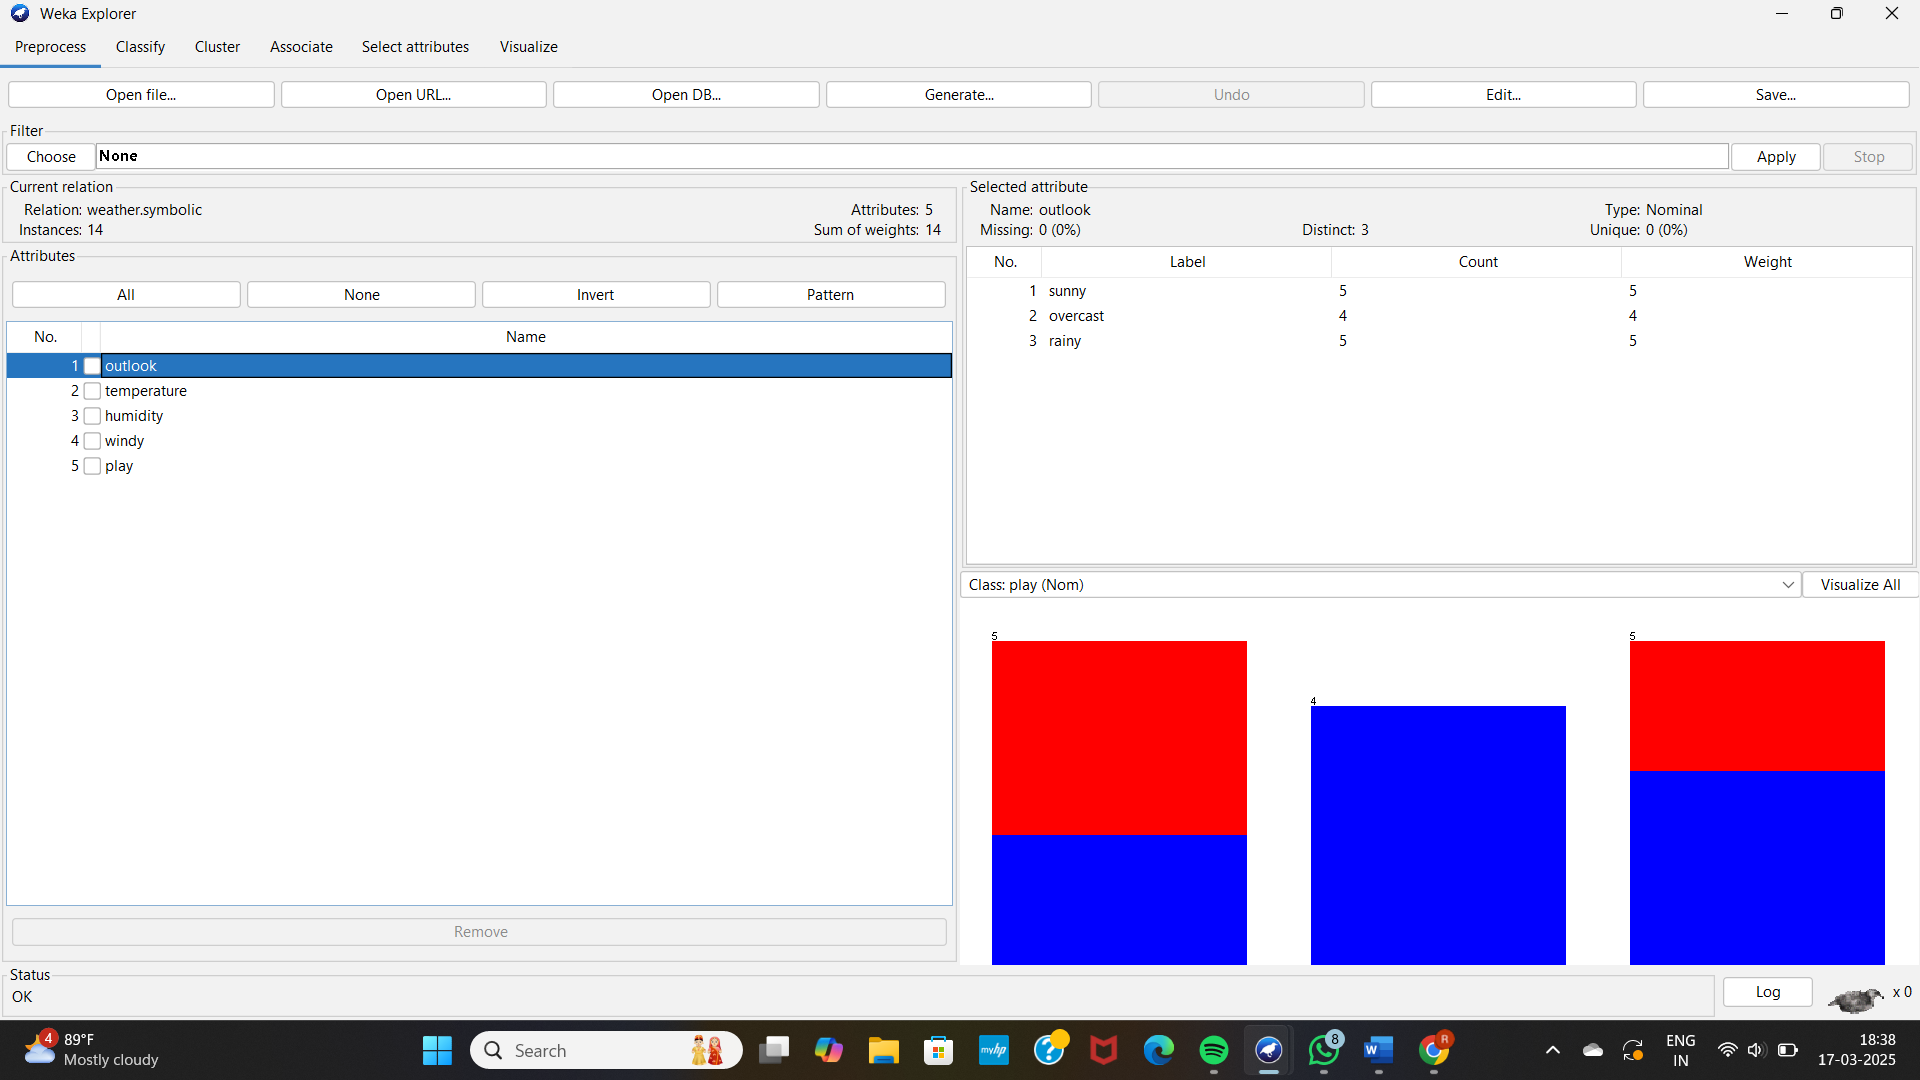 Weka Explorer
Preprocess Classify Cluster Associate Select attributes Visualize
Open file... Open URL... Open DB... Generate... Undo Edit... Save...
Filter
Choose None Apply Stop
Current relation
Relation: weather.symbolic Attributes: 5
Instances: 14 Sum of weights: 14
Attributes
All None Invert Pattern
No. Name
1 outlook
2 temperature
3 humidity
4 windy
5 play
Remove
Selected attribute
Name: outlook Type: Nominal
Missing: 0 (0%) Distinct: 3 Unique: 0 (0%)
No. Label Count Weight
1 sunny 5 5
2 overcast 4 4
3 rainy 5 5
Class: play (Nom) Visualize All
5 4 5
Status
OK
Log x 0
4 89°F
Mostly cloudy
Search
myhp
?
8
W
R
ENG
IN
18:38
17-03-2025